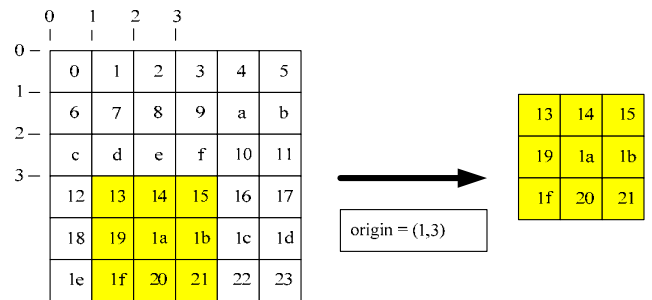 0 1 2 3
0
0 1 2 3 4 5
1
6 7 8 9 a b
2
c d e f 10 11
3
12 13 14 15 16 17
18 19 1a 1b 1c 1d
1e 1f 20 21 22 23
origin = (1,3)
13 14 15
19 1a 1b
1f 20 21